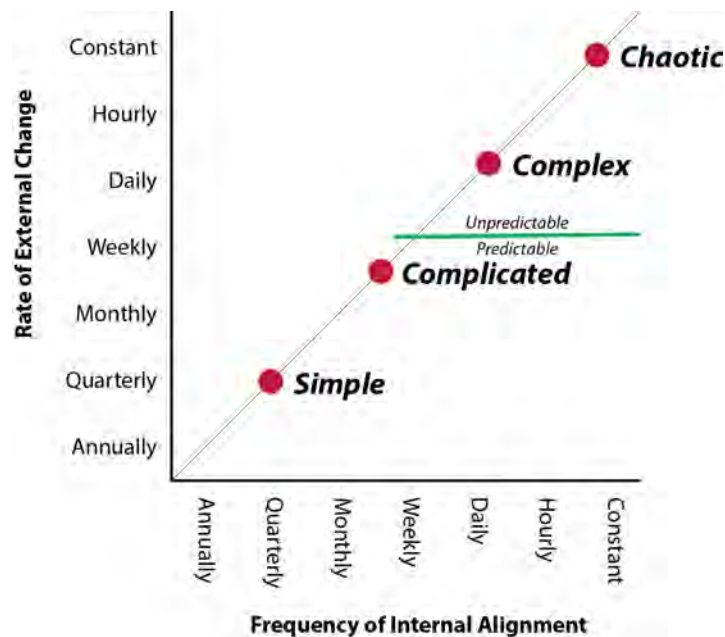 Rate of External Change
Constant
Hourly
Daily
Weekly
Monthly
Quarterly
Annually
Chaotic
Complex
Unpredictable
Predictable
Complicated
Simple
Annually
Quarterly
Monthly
Weekly
Daily
Hourly
Constant
Frequency of Internal Alignment